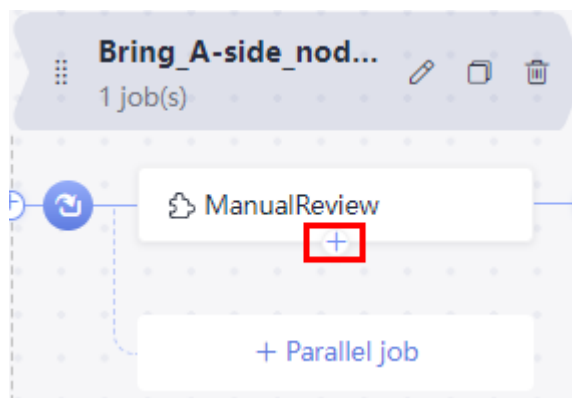 Bring_A-side_nod...
1 job(s)
ManualReview
+
+ Parallel job